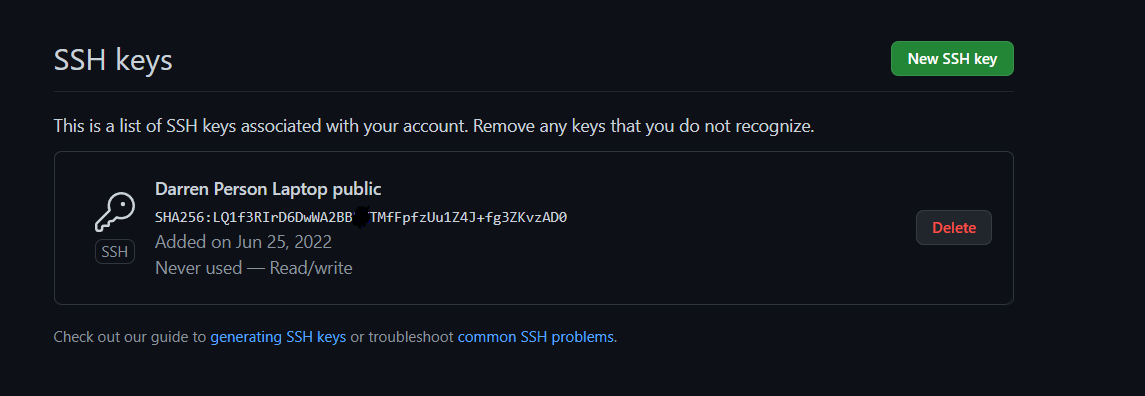 SSH keys
New SSH key
This is a list of SSH keys associated with your account. Remove any keys that you do not recognize.
Darren Person Laptop public
SHA256:LQ1f3RIrD6DwWA2BB TMfFpfzUu1Z4J+fg3ZKvzAD0
Added on Jun 25, 2022
SSH
Never used — Read/write
Delete
Check out our guide to generating SSH keys or troubleshoot common SSH problems.